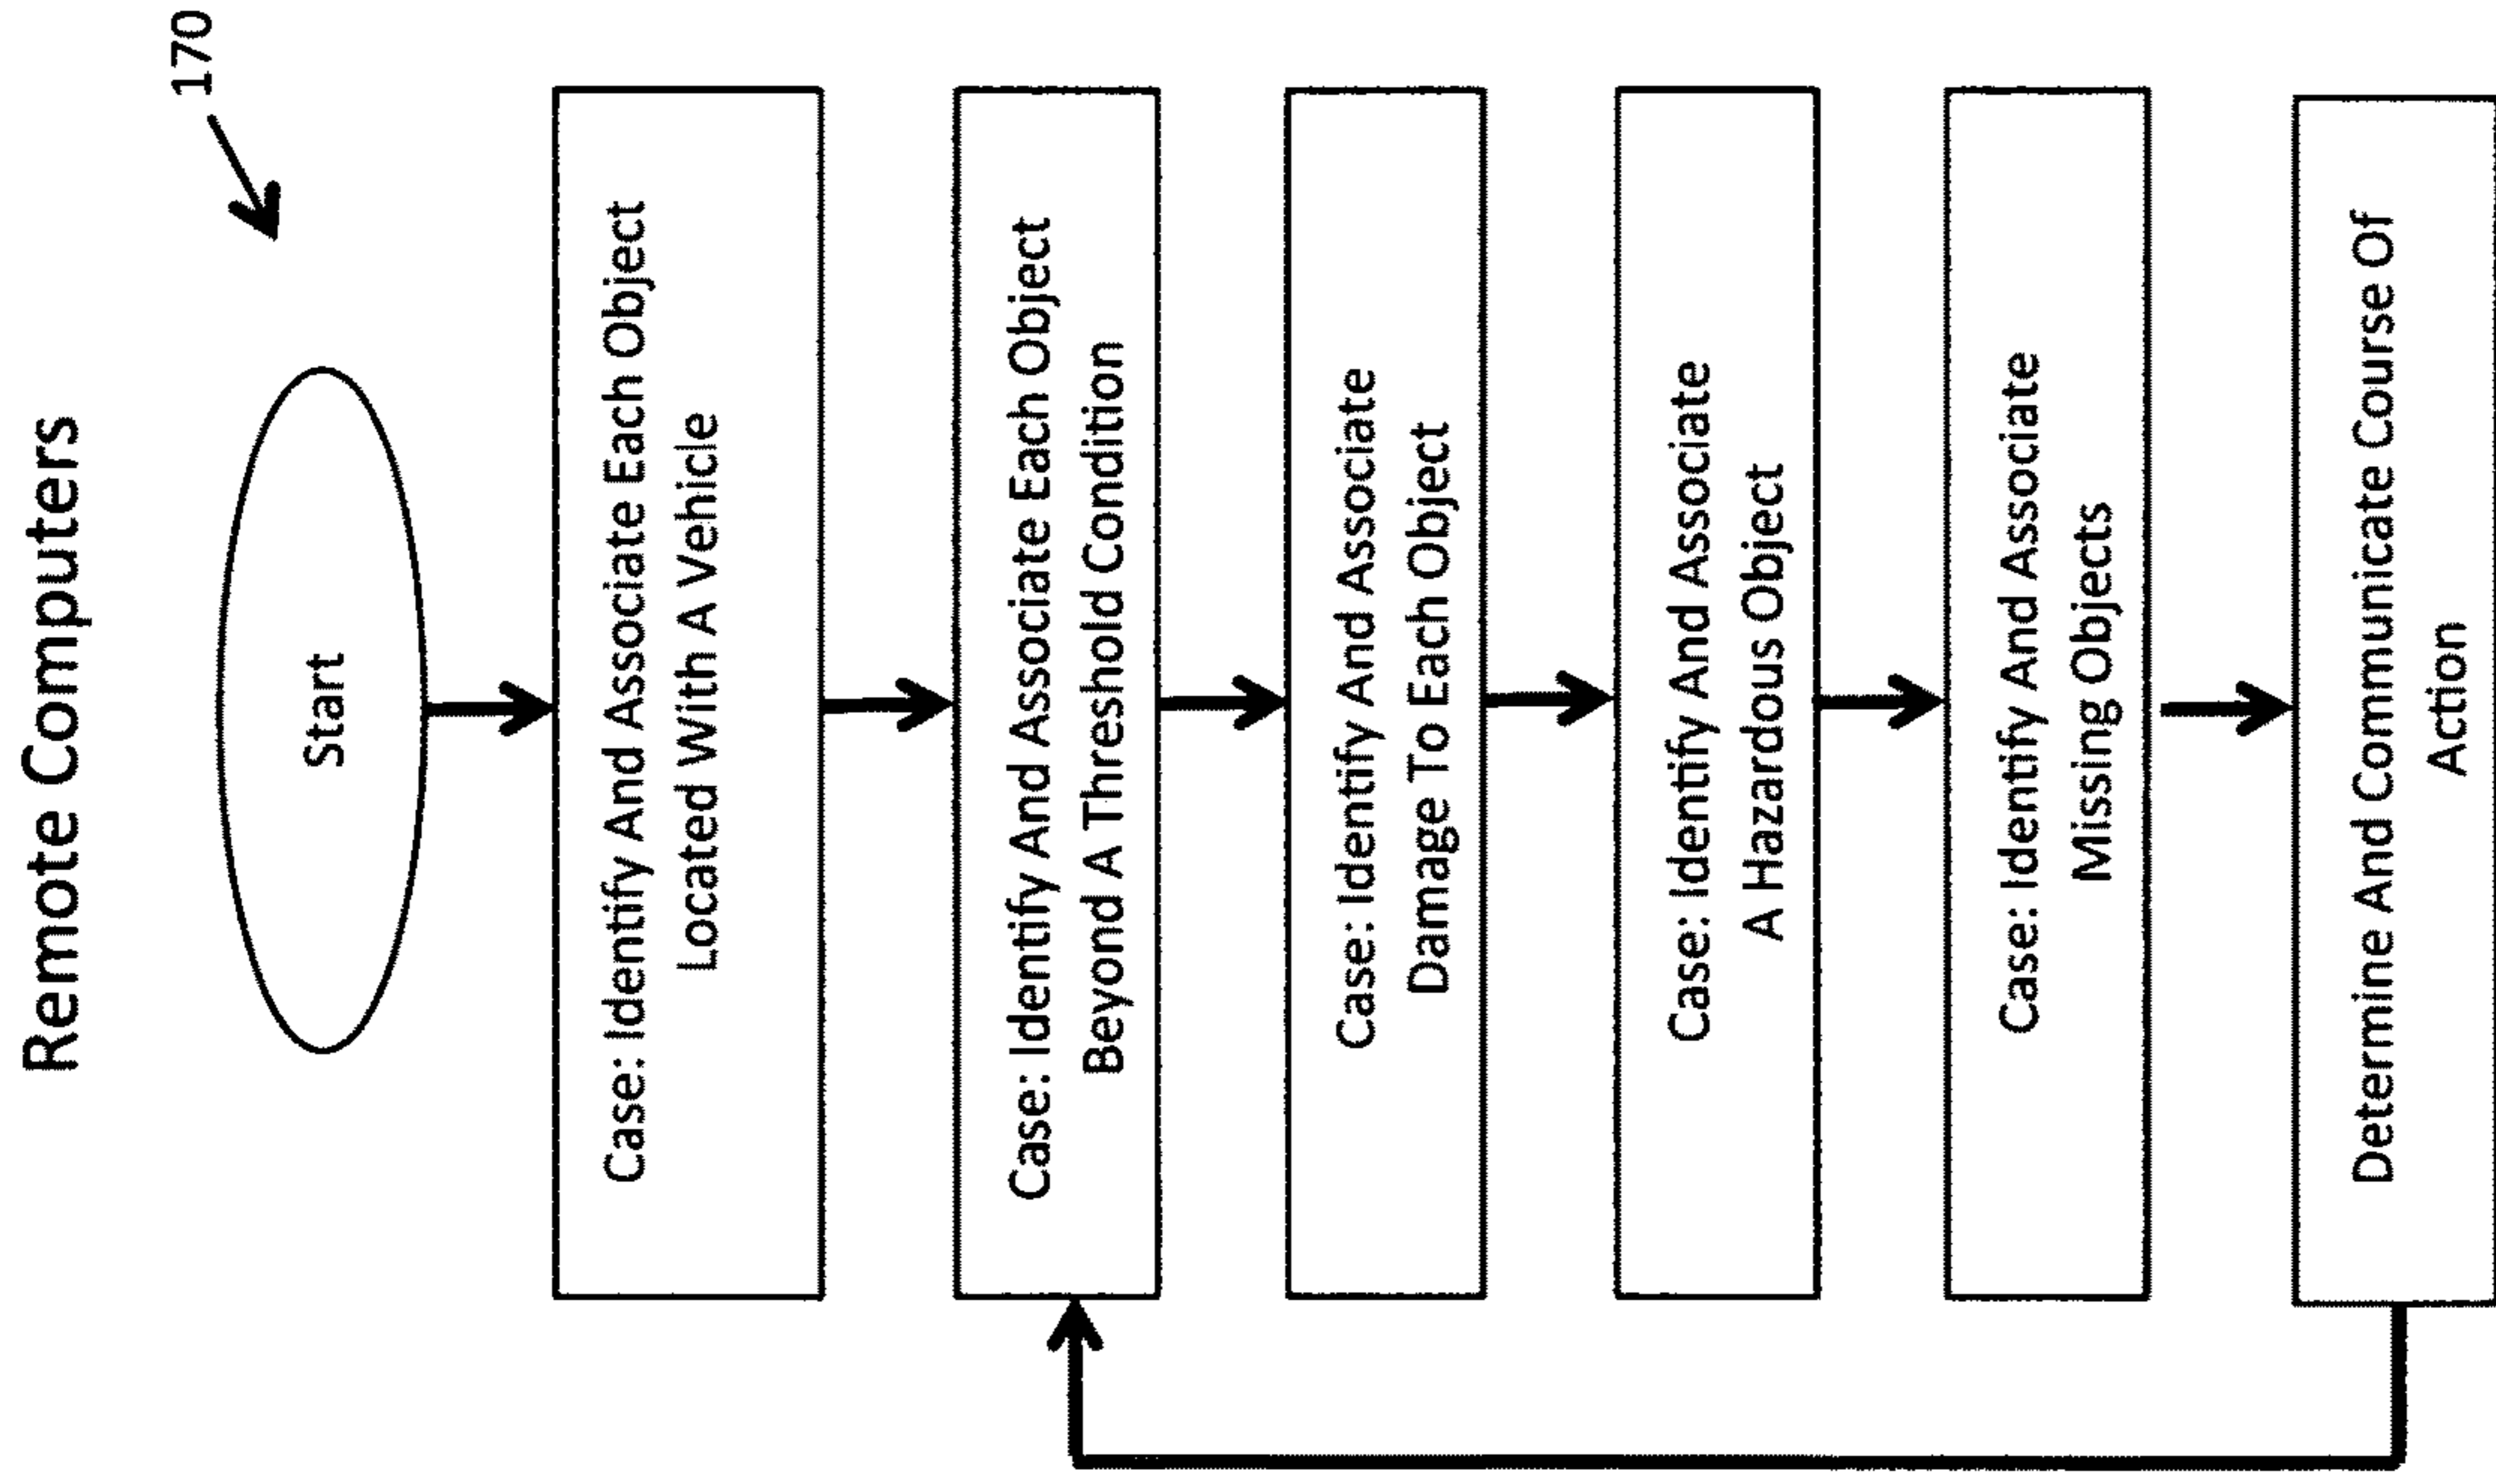 Remote Computers
170
Start
Case: Identify And Associate Each Object
Located With A Vehicle
Case: Identify And Associate Each Object
Beyond A Threshold Condition
Case: Identify And Associate
Damage To Each Object
Case: Identify And Associate
A Hazardous Object
Case: Identify And Associate
Missing Objects
Determine And Communicate Course Of
Action